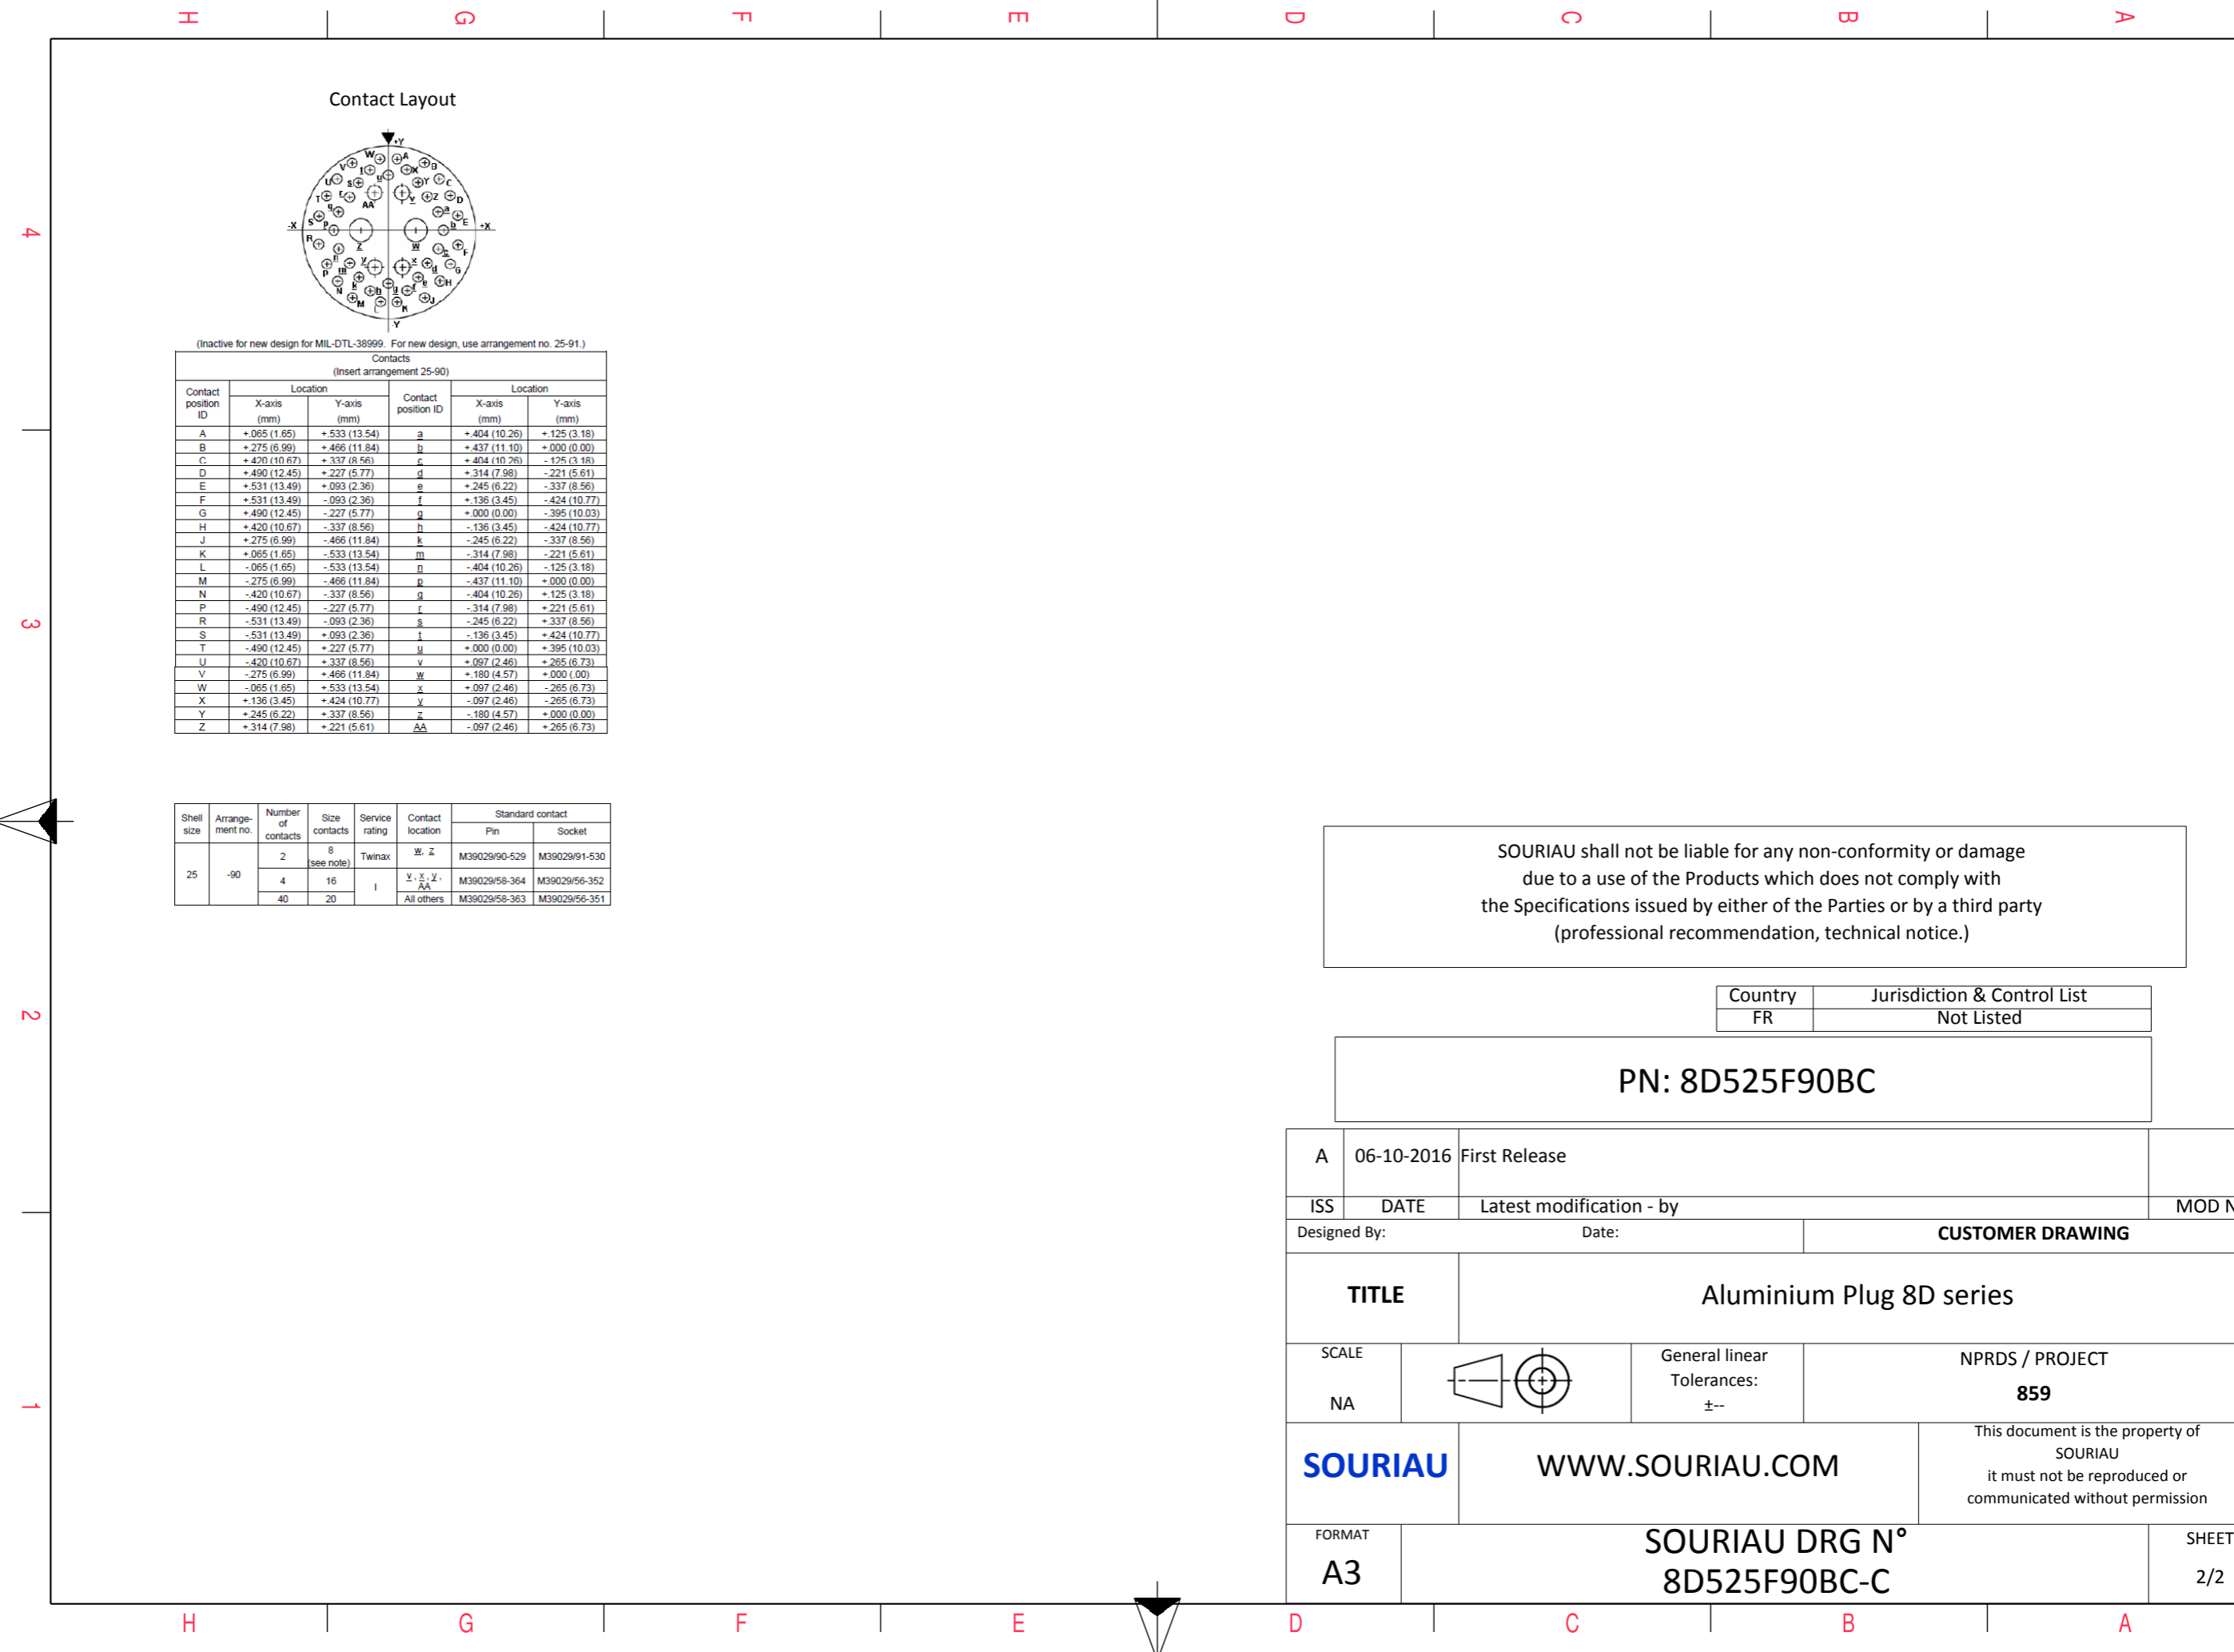 H G F E D C B A
Contact Layout
+Y
W A
V t X B
U s u Y C
T r AA v Z D
q a
S p b E
-X +X
R z w
n c F
P m y x d G
N k e H
M h g f J
L K
-Y
(Inactive for new design for MIL-DTL-38999. For new design, use arrangement no. 25-91.)
Contacts
(Insert arrangement 25-90)
Contact position ID Location Contact position ID Location
X-axis (mm) Y-axis (mm) X-axis (mm) Y-axis (mm)
A +.065 (1.65) +.533 (13.54) a +.404 (10.26) +.125 (3.18)
B +.275 (6.99) +.466 (11.84) b +.437 (11.10) +.000 (0.00)
C +.420 (10.67) +.337 (8.56) c +.404 (10.26) -.125 (3.18)
D +.490 (12.45) +.227 (5.77) d +.314 (7.98) -.221 (5.61)
E +.531 (13.49) +.093 (2.36) e +.245 (6.22) -.337 (8.56)
F +.531 (13.49) -.093 (2.36) f +.136 (3.45) -.424 (10.77)
G +.490 (12.45) -.227 (5.77) g +.000 (0.00) -.395 (10.03)
H +.420 (10.67) -.337 (8.56) h -.136 (3.45) -.424 (10.77)
J +.275 (6.99) -.466 (11.84) k -.245 (6.22) -.337 (8.56)
K +.065 (1.65) -.533 (13.54) m -.314 (7.98) -.221 (5.61)
L -.065 (1.65) -.533 (13.54) n -.404 (10.26) -.125 (3.18)
M -.275 (6.99) -.466 (11.84) p -.437 (11.10) +.000 (0.00)
N -.420 (10.67) -.337 (8.56) q -.404 (10.26) +.125 (3.18)
P -.490 (12.45) -.227 (5.77) r -.314 (7.98) +.221 (5.61)
R -.531 (13.49) -.093 (2.36) s -.245 (6.22) +.337 (8.56)
S -.531 (13.49) +.093 (2.36) t -.136 (3.45) +.424 (10.77)
T -.490 (12.45) +.227 (5.77) u +.000 (0.00) +.395 (10.03)
U -.420 (10.67) +.337 (8.56) v +.097 (2.46) +.265 (6.73)
V -.275 (6.99) +.466 (11.84) w +.180 (4.57) +.000 (.00)
W -.065 (1.65) +.533 (13.54) x +.097 (2.46) -.265 (6.73)
X +.136 (3.45) +.424 (10.77) y -.097 (2.46) -.265 (6.73)
Y +.245 (6.22) +.337 (8.56) z -.180 (4.57) +.000 (0.00)
Z +.314 (7.98) +.221 (5.61) AA -.097 (2.46) +.265 (6.73)
Shell size Arrange-ment no. Number of contacts Size contacts Service rating Contact location Standard contact
Pin Socket
25 -90 2 8 (see note) Twinax w, z M39029/90-529 M39029/91-530
4 16 I v, x, y, AA M39029/58-364 M39029/56-352
40 20 All others M39029/58-363 M39029/56-351
4
3
2
1
SOURIAU shall not be liable for any non-conformity or damage
due to a use of the Products which does not comply with
the Specifications issued by either of the Parties or by a third party
(professional recommendation, technical notice.)
Country Jurisdiction & Control List
FR Not Listed
PN: 8D525F90BC
A 06-10-2016 First Release
ISS DATE Latest modification - by MOD N
Designed By: Date: CUSTOMER DRAWING
TITLE Aluminium Plug 8D series
SCALE
NA
General linear
Tolerances:
±--
NPRDS / PROJECT
859
SOURIAU WWW.SOURIAU.COM
This document is the property of
SOURIAU
it must not be reproduced or
communicated without permission
FORMAT
A3
SOURIAU DRG N°
8D525F90BC-C
SHEET
2/2
H G F E D C B A